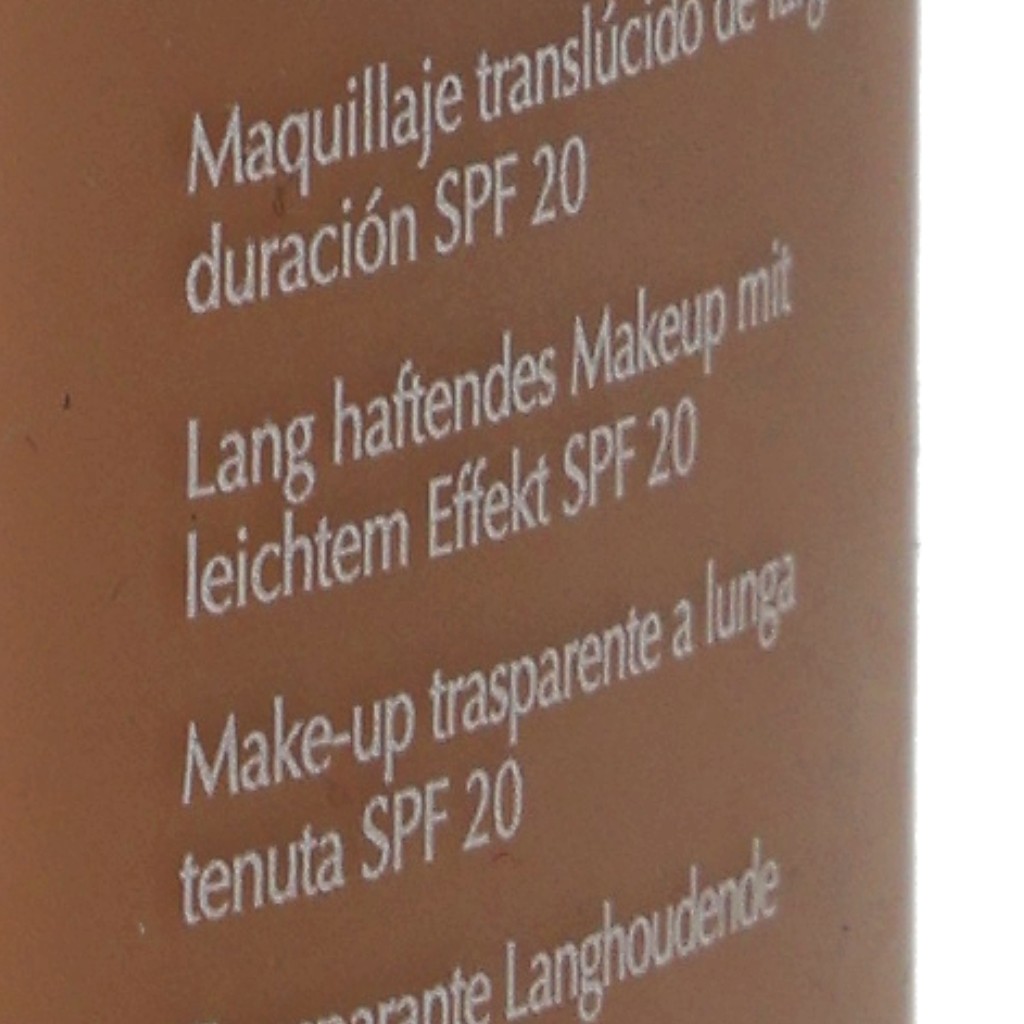 Maquillaje translúcido de
duración SPF 20
Lang haftendes Makeup mit
leichtem Effekt SPF 20
Make-up trasparente a lunga
tenuta SPF 20
Langhoudende